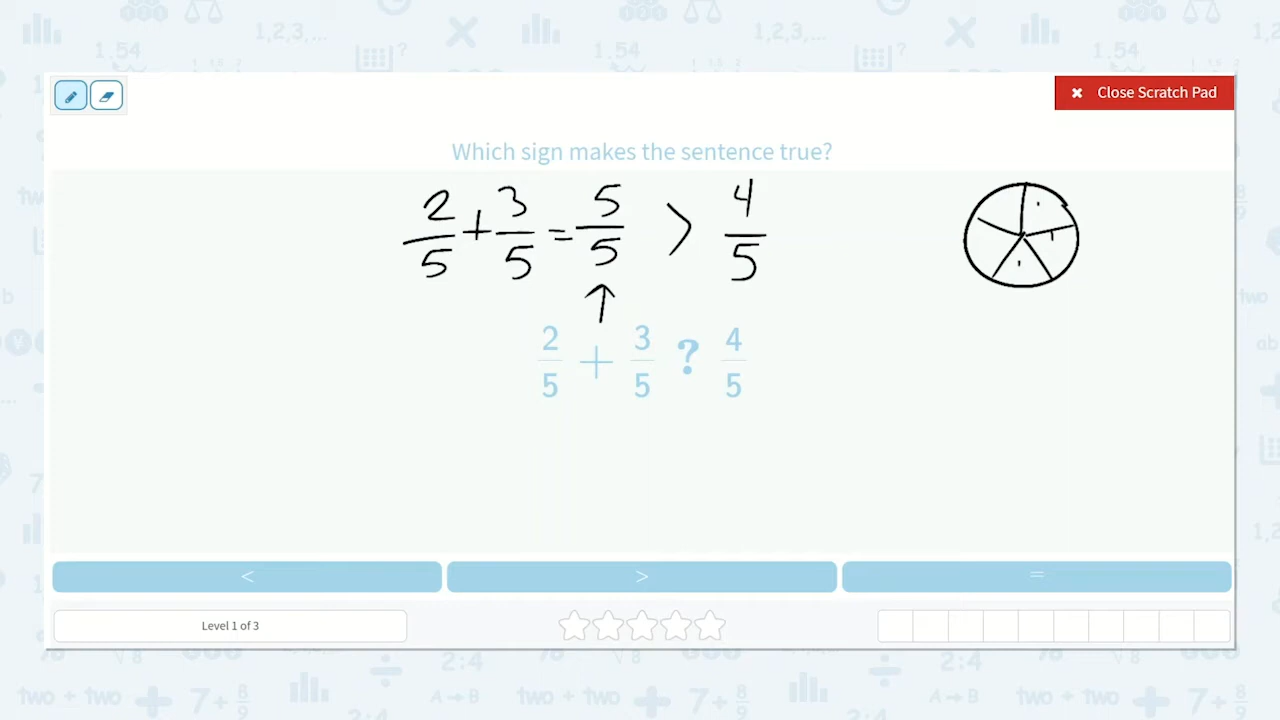 Close Scratch Pad
Which sign makes the sentence true?
2/5 + 3/5 = 5/5 > 4/5
2/5 + 3/5 ? 4/5
< > =
Level 1 of 3